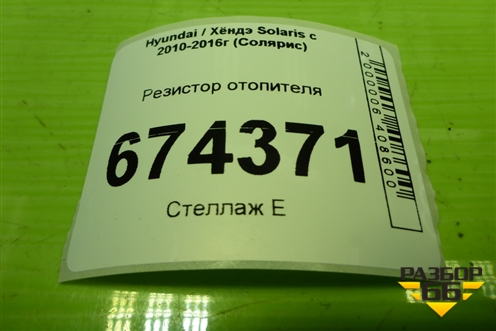 Hyundai / Хёндэ Solaris с
2010-2016г (Солярис)
Резистор отопителя
674371
Стеллаж Е
2000006408600
РАЗБОР
66